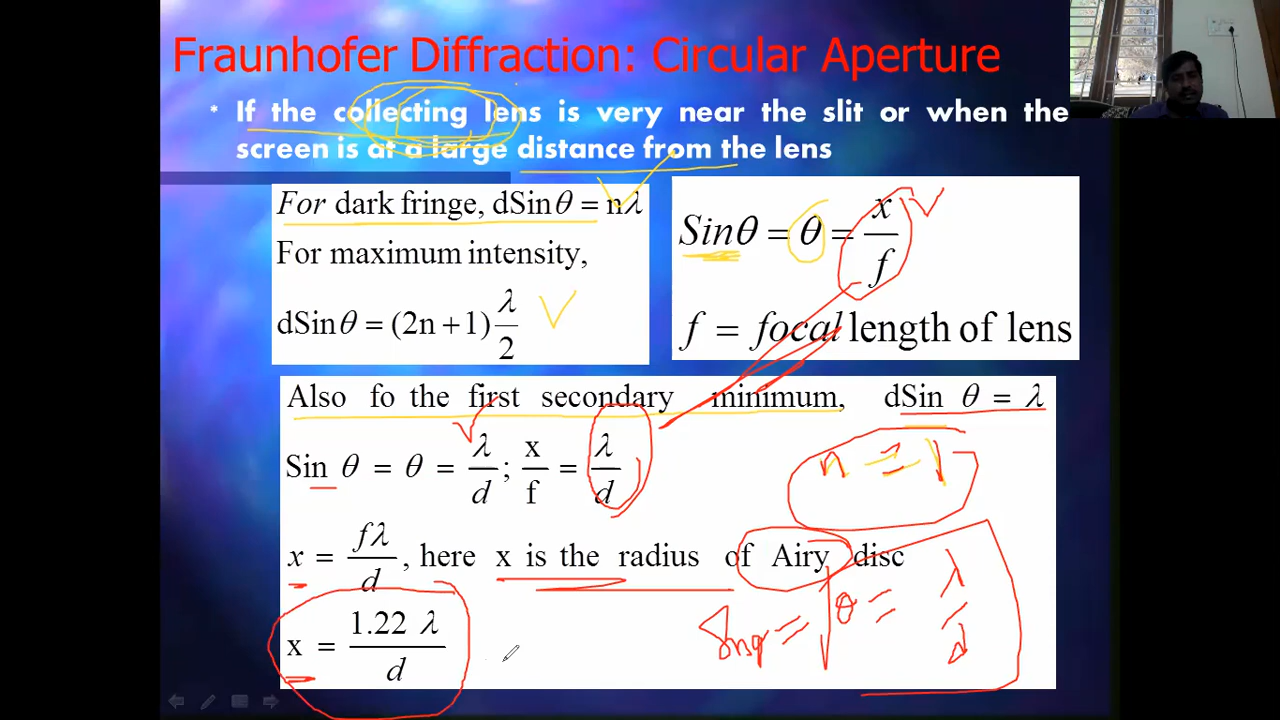 Fraunhofer Diffraction: Circular Aperture
* If the collecting lens is very near the slit or when the
screen is at a large distance from the lens
For dark fringe, dSinθ = nλ
For maximum intensity,
dSinθ = (2n+1) λ/2
Sinθ = θ = x/f
f = focal length of lens
Also fo the first secondary minimum, dSin θ = λ
Sin θ = θ = λ/d ; x/f = λ/d
n = 1
x = fλ/d , here x is the radius of Airy disc
x = 1.22 λ/d
Sinθ = θ = λ/d